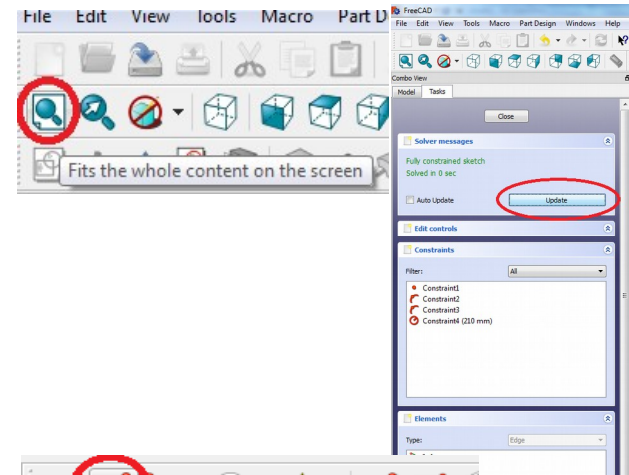 File Edit View Tools Macro Part D
Fits the whole content on the screen
FreeCAD
File Edit View Tools Macro Part Design Windows Help
Combo View
Model Tasks
Close
Solver messages
Fully constrained sketch
Solved in 0 sec
Auto Update Update
Edit controls
Constraints
Filter: All
Constraint1
Constraint2
Constraint3
Constraint4 (210 mm)
Elements
Type: Edge